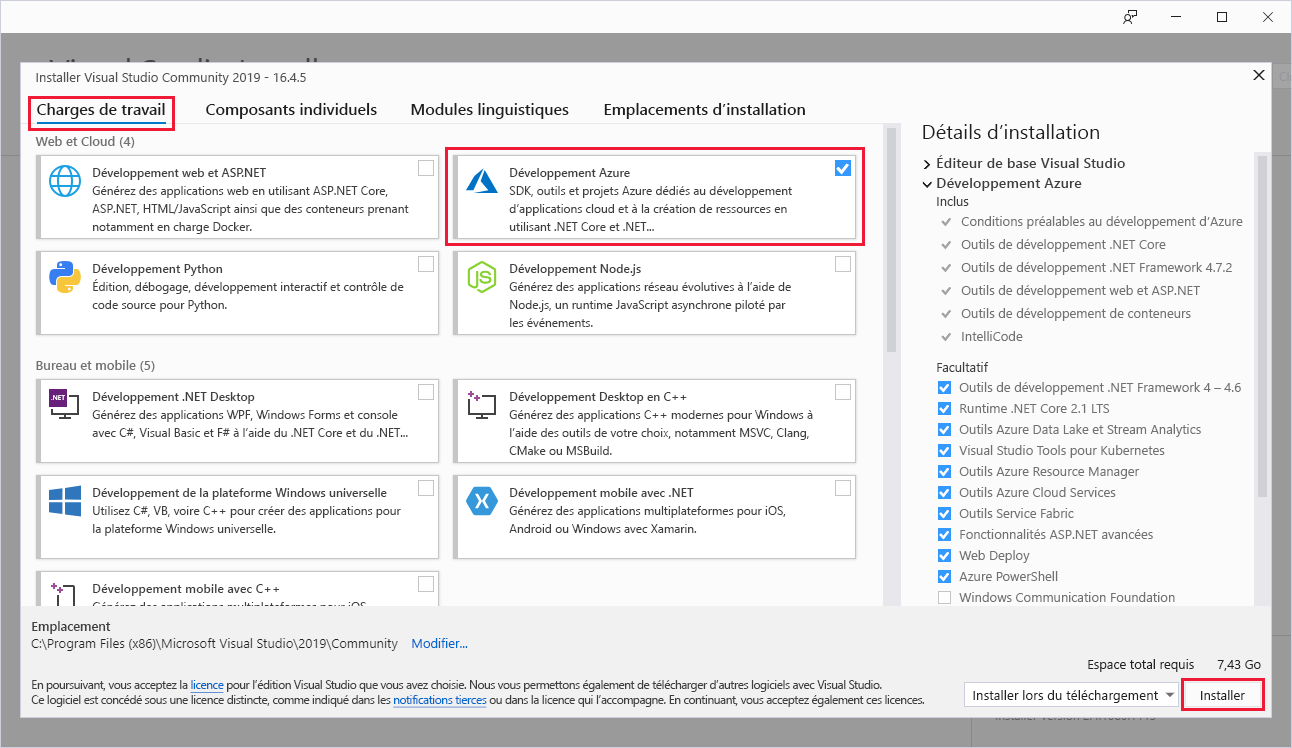 Installer Visual Studio Community 2019 - 16.4.5
Charges de travail
Composants individuels
Modules linguistiques
Emplacements d’installation
Web et Cloud (4)
Développement web et ASP.NET
Générez des applications web en utilisant ASP.NET Core,
ASP.NET, HTML/JavaScript ainsi que des conteneurs prenant
notamment en charge Docker.
Développement Azure
SDK, outils et projets Azure dédiés au développement
d’applications cloud et à la création de ressources en
utilisant .NET Core et .NET...
Développement Python
Édition, débogage, développement interactif et contrôle de
code source pour Python.
Développement Node.js
Générez des applications réseau évolutives à l’aide de
Node.js, un runtime JavaScript asynchrone piloté par
les événements.
Bureau et mobile (5)
.NET
Développement .NET Desktop
Générez des applications WPF, Windows Forms et console
avec C#, Visual Basic et F# à l’aide du .NET Core et du .NET...
Développement Desktop en C++
Générez des applications C++ modernes pour Windows à
l’aide des outils de votre choix, notamment MSVC, Clang,
CMake ou MSBuild.
Développement de la plateforme Windows universelle
Utilisez C#, VB, voire C++ pour créer des applications pour
la plateforme Windows universelle.
Développement mobile avec .NET
Générez des applications multiplateformes pour iOS,
Android ou Windows avec Xamarin.
Développement mobile avec C++
Générez des applications multiplateformes pour iOS
Détails d’installation
Éditeur de base Visual Studio
Développement Azure
Inclus
Conditions préalables au développement d’Azure
Outils de développement .NET Core
Outils de développement .NET Framework 4.7.2
Outils de développement web et ASP.NET
Outils de développement de conteneurs
IntelliCode
Facultatif
Outils de développement .NET Framework 4 – 4.6
Runtime .NET Core 2.1 LTS
Outils Azure Data Lake et Stream Analytics
Visual Studio Tools pour Kubernetes
Outils Azure Resource Manager
Outils Azure Cloud Services
Outils Service Fabric
Fonctionnalités ASP.NET avancées
Web Deploy
Azure PowerShell
Windows Communication Foundation
Emplacement
C:\Program Files (x86)\Microsoft Visual Studio\2019\Community Modifier...
Espace total requis 7,43 Go
En poursuivant, vous acceptez la licence pour l’édition Visual Studio que vous avez choisie. Nous vous permettons également de télécharger d’autres logiciels avec Visual Studio.
Ce logiciel est concédé sous une licence distincte, comme indiqué dans les notifications tierces ou dans la licence qui l’accompagne. En continuant, vous acceptez également ces licences.
Installer lors du téléchargement
Installer